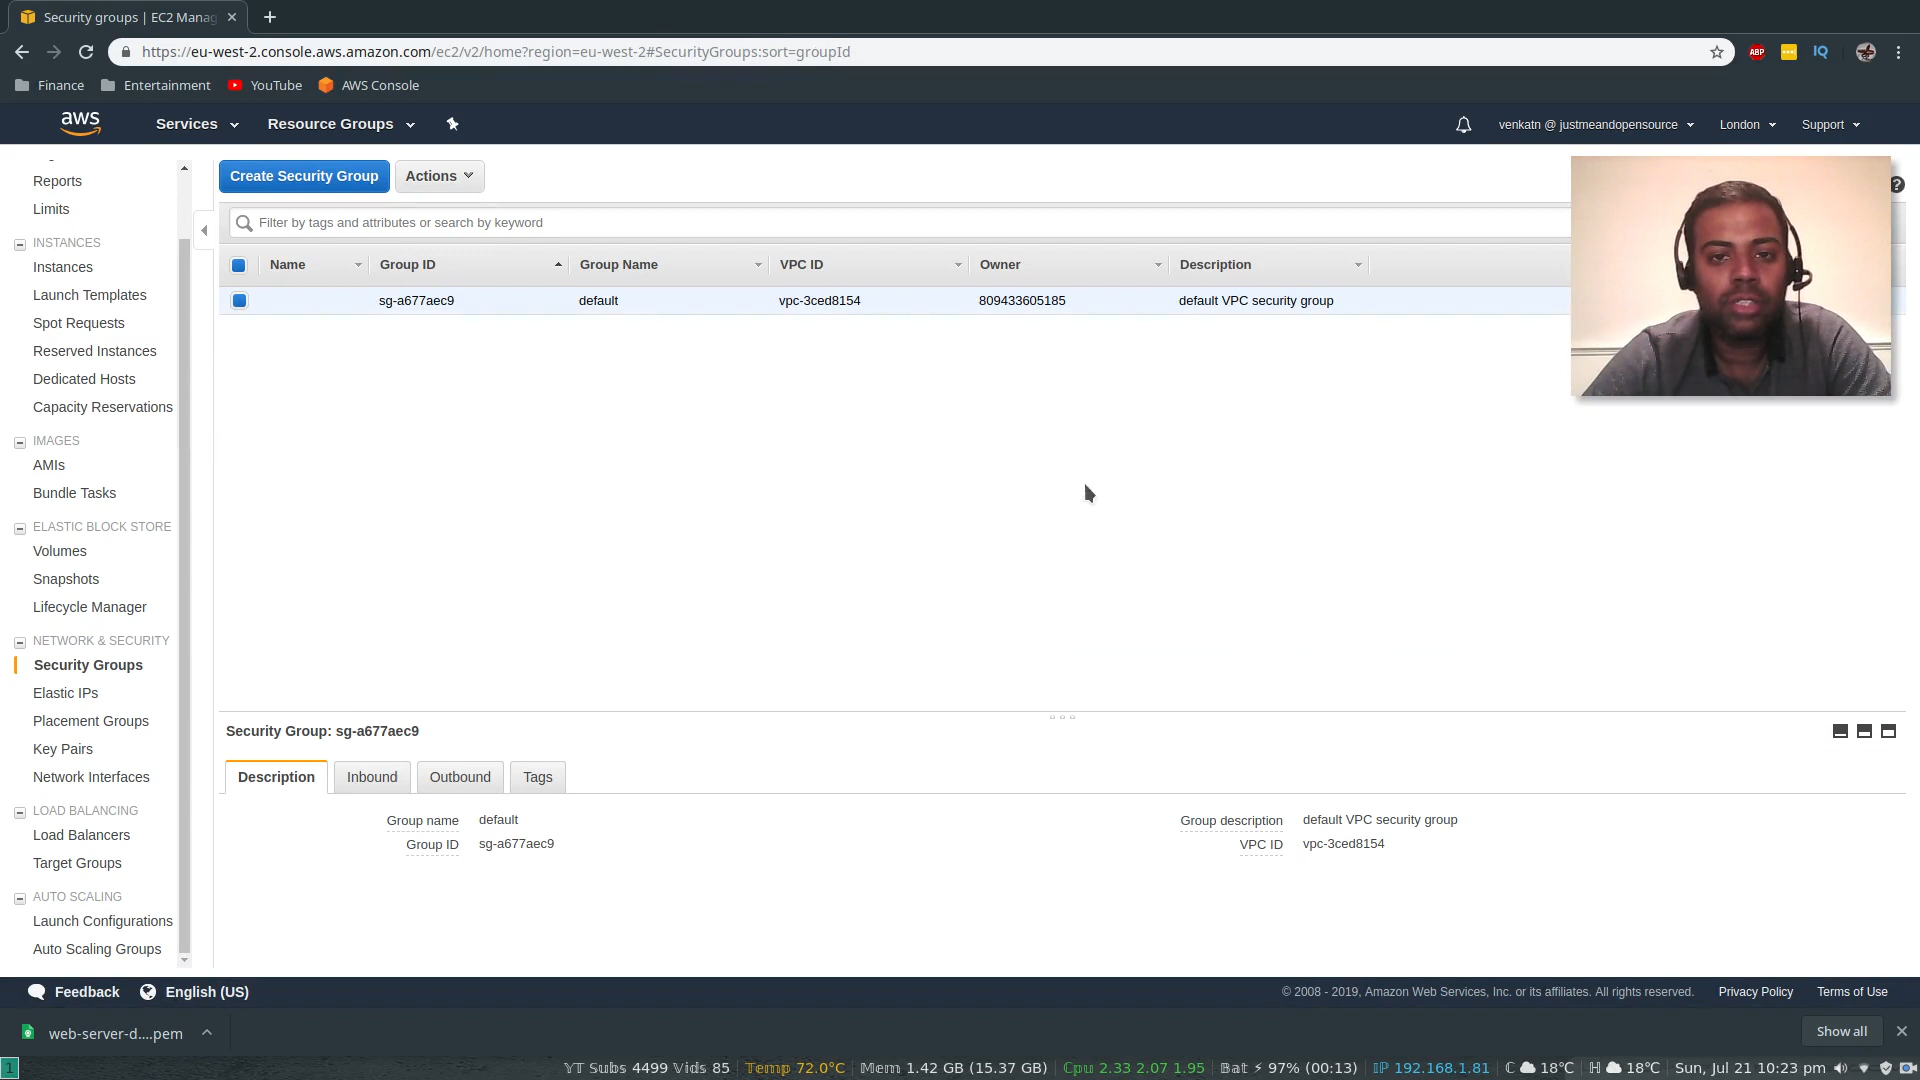 Security groups | EC2 Manag
https://eu-west-2.console.aws.amazon.com/ec2/v2/home?region=eu-west-2#SecurityGroups:sort=groupId
ABP
IQ
Finance
Entertainment
YouTube
AWS Console
aws
Services
Resource Groups
venkatn @ justmeandopensource
London
Support
Reports
Limits
INSTANCES
Instances
Launch Templates
Spot Requests
Reserved Instances
Dedicated Hosts
Capacity Reservations
IMAGES
AMIs
Bundle Tasks
ELASTIC BLOCK STORE
Volumes
Snapshots
Lifecycle Manager
NETWORK & SECURITY
Security Groups
Elastic IPs
Placement Groups
Key Pairs
Network Interfaces
LOAD BALANCING
Load Balancers
Target Groups
AUTO SCALING
Launch Configurations
Auto Scaling Groups
Create Security Group
Actions
Filter by tags and attributes or search by keyword
Name Group ID Group Name VPC ID Owner Description
sg-a677aec9 default vpc-3ced8154 809433605185 default VPC security group
Security Group: sg-a677aec9
Description
Inbound
Outbound
Tags
Group name default
Group ID sg-a677aec9
Group description default VPC security group
VPC ID vpc-3ced8154
Feedback
English (US)
© 2008 - 2019, Amazon Web Services, Inc. or its affiliates. All rights reserved.
Privacy Policy
Terms of Use
web-server-d....pem
Show all
1
YT Subs 4499 Vids 85
Temp 72.0°C
Mem 1.42 GB (15.37 GB)
Cpu 2.33 2.07 1.95
Bat ⚡ 97% (00:13)
IP 192.168.1.81
C 18°C
H 18°C
Sun, Jul 21 10:23 pm